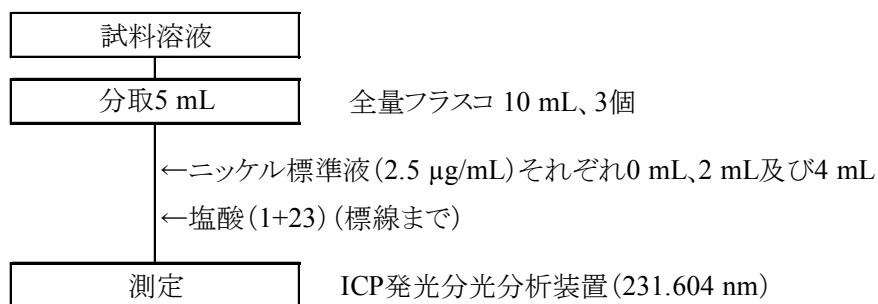 試料溶液
分取5 mL 全量フラスコ 10 mL、3個
←ニッケル標準液(2.5 µg/mL)それぞれ0 mL、2 mL及び4 mL
←塩酸(1+23) (標線まで)
測定 ICP発光分光分析装置(231.604 nm)